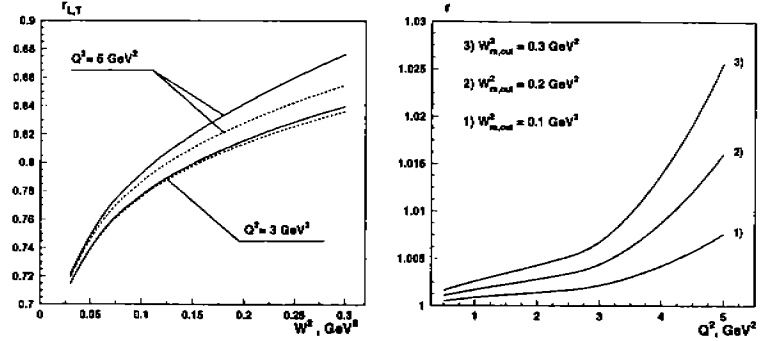 r_L,T
Q² = 5 GeV²
Q² = 3 GeV²
0.88
0.86
0.84
0.82
0.8
0.78
0.76
0.74
0.72
0.7
0 0.05 0.1 0.15 0.2 0.25 0.3
W², GeV²
r
3) W²m,cut = 0.3 GeV²
2) W²m,cut = 0.2 GeV²
1) W²m,cut = 0.1 GeV²
3)
2)
1)
1.03
1.025
1.02
1.015
1.01
1.005
1
1 2 3 4 5
Q², GeV²